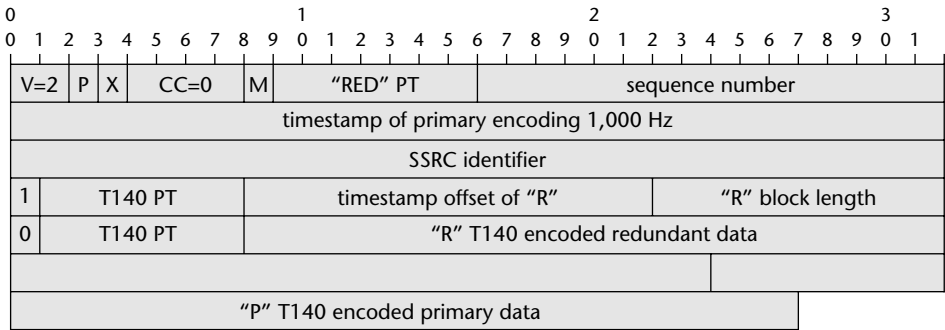 0 1 2 3
0 1 2 3 4 5 6 7 8 9 0 1 2 3 4 5 6 7 8 9 0 1 2 3 4 5 6 7 8 9 0 1
V=2 P X CC=0 M “RED” PT sequence number
timestamp of primary encoding 1,000 Hz
SSRC identifier
1 T140 PT timestamp offset of “R” “R” block length
0 T140 PT “R” T140 encoded redundant data
“P” T140 encoded primary data